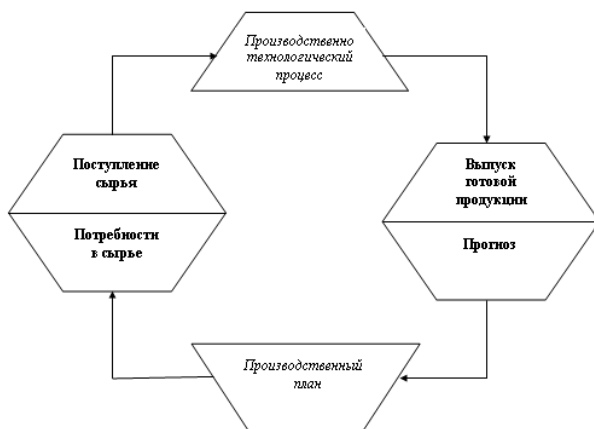 Производственно
технологический
процесс
Поступление
сырья
Потребности
в сырье
Выпуск
готовой
продукции
Прогноз
Производственный
план